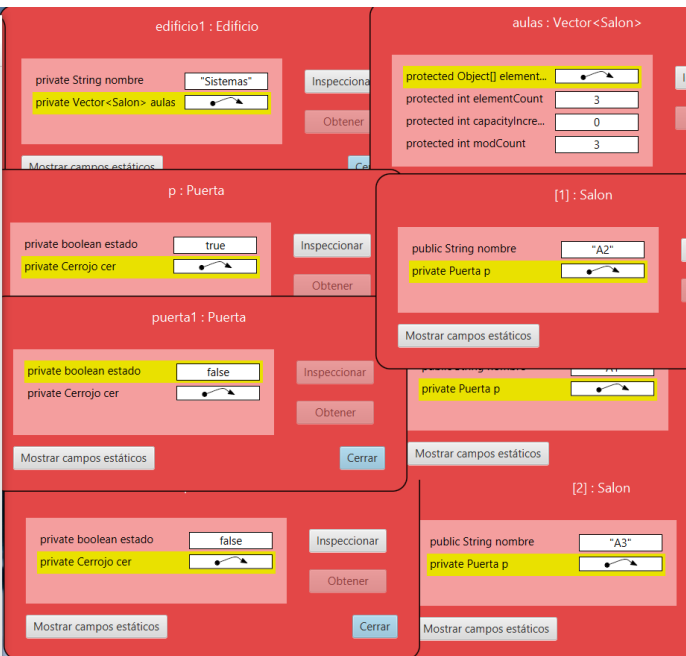 edificio1 : Edificio
private String nombre "Sistemas" Inspecciona
private Vector<Salon> aulas
Obtener
Mostrar campos estáticos Ce
aulas : Vector<Salon>
protected Object[] element...
protected int elementCount 3
protected int capacityIncre... 0
protected int modCount 3
p : Puerta
private boolean estado true Inspeccionar
private Cerrojo cer
Obtener
[1] : Salon
public String nombre "A2"
private Puerta p
Mostrar campos estáticos
puerta1 : Puerta
private boolean estado false Inspeccionar
private Cerrojo cer
Obtener
Mostrar campos estáticos Cerrar
private Puerta p
Mostrar campos estáticos
private boolean estado false Inspeccionar
private Cerrojo cer
Obtener
Mostrar campos estáticos Cerrar
[2] : Salon
public String nombre "A3"
private Puerta p
Mostrar campos estáticos